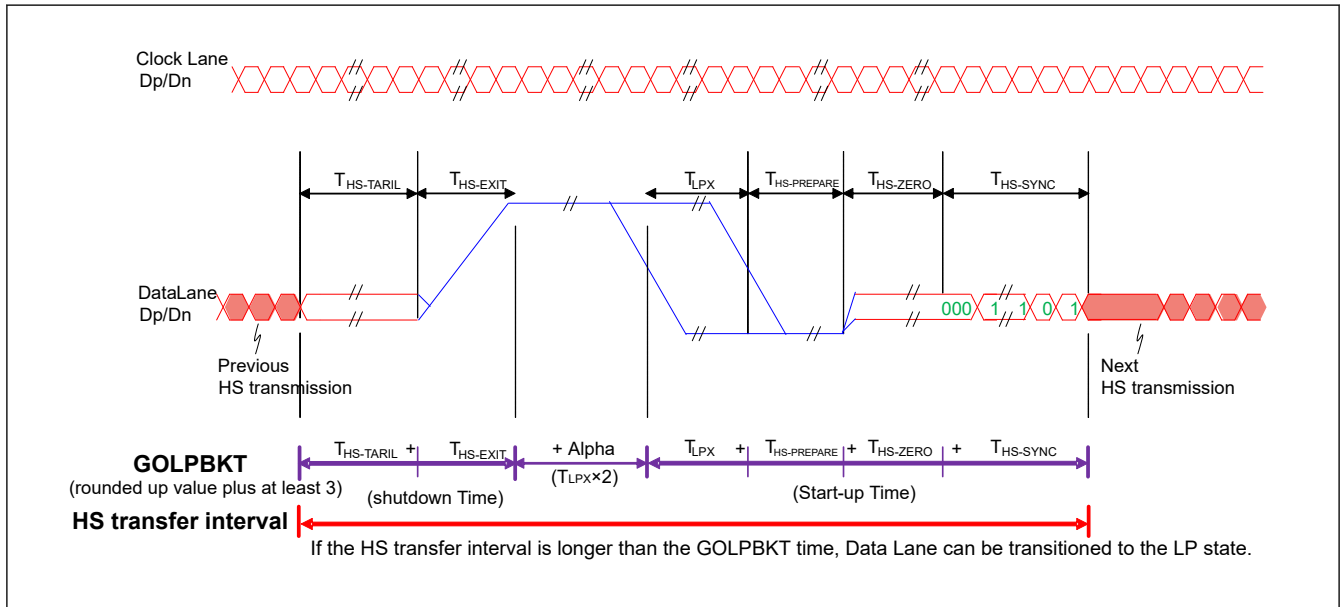 Clock Lane
Dp/Dn
THS-TARIL THS-EXIT TLPX THS-PREPARE THS-ZERO THS-SYNC
DataLane
Dp/Dn
000 1 1 0 1
Previous
HS transmission
Next
HS transmission
THS-TARIL + THS-EXIT + Alpha TLPX + THS-PREPARE + THS-ZERO + THS-SYNC
GOLPBKT
(TLPX×2)
(rounded up value plus at least 3)
(shutdown Time)
(Start-up Time)
HS transfer interval
If the HS transfer interval is longer than the GOLPBKT time, Data Lane can be transitioned to the LP state.